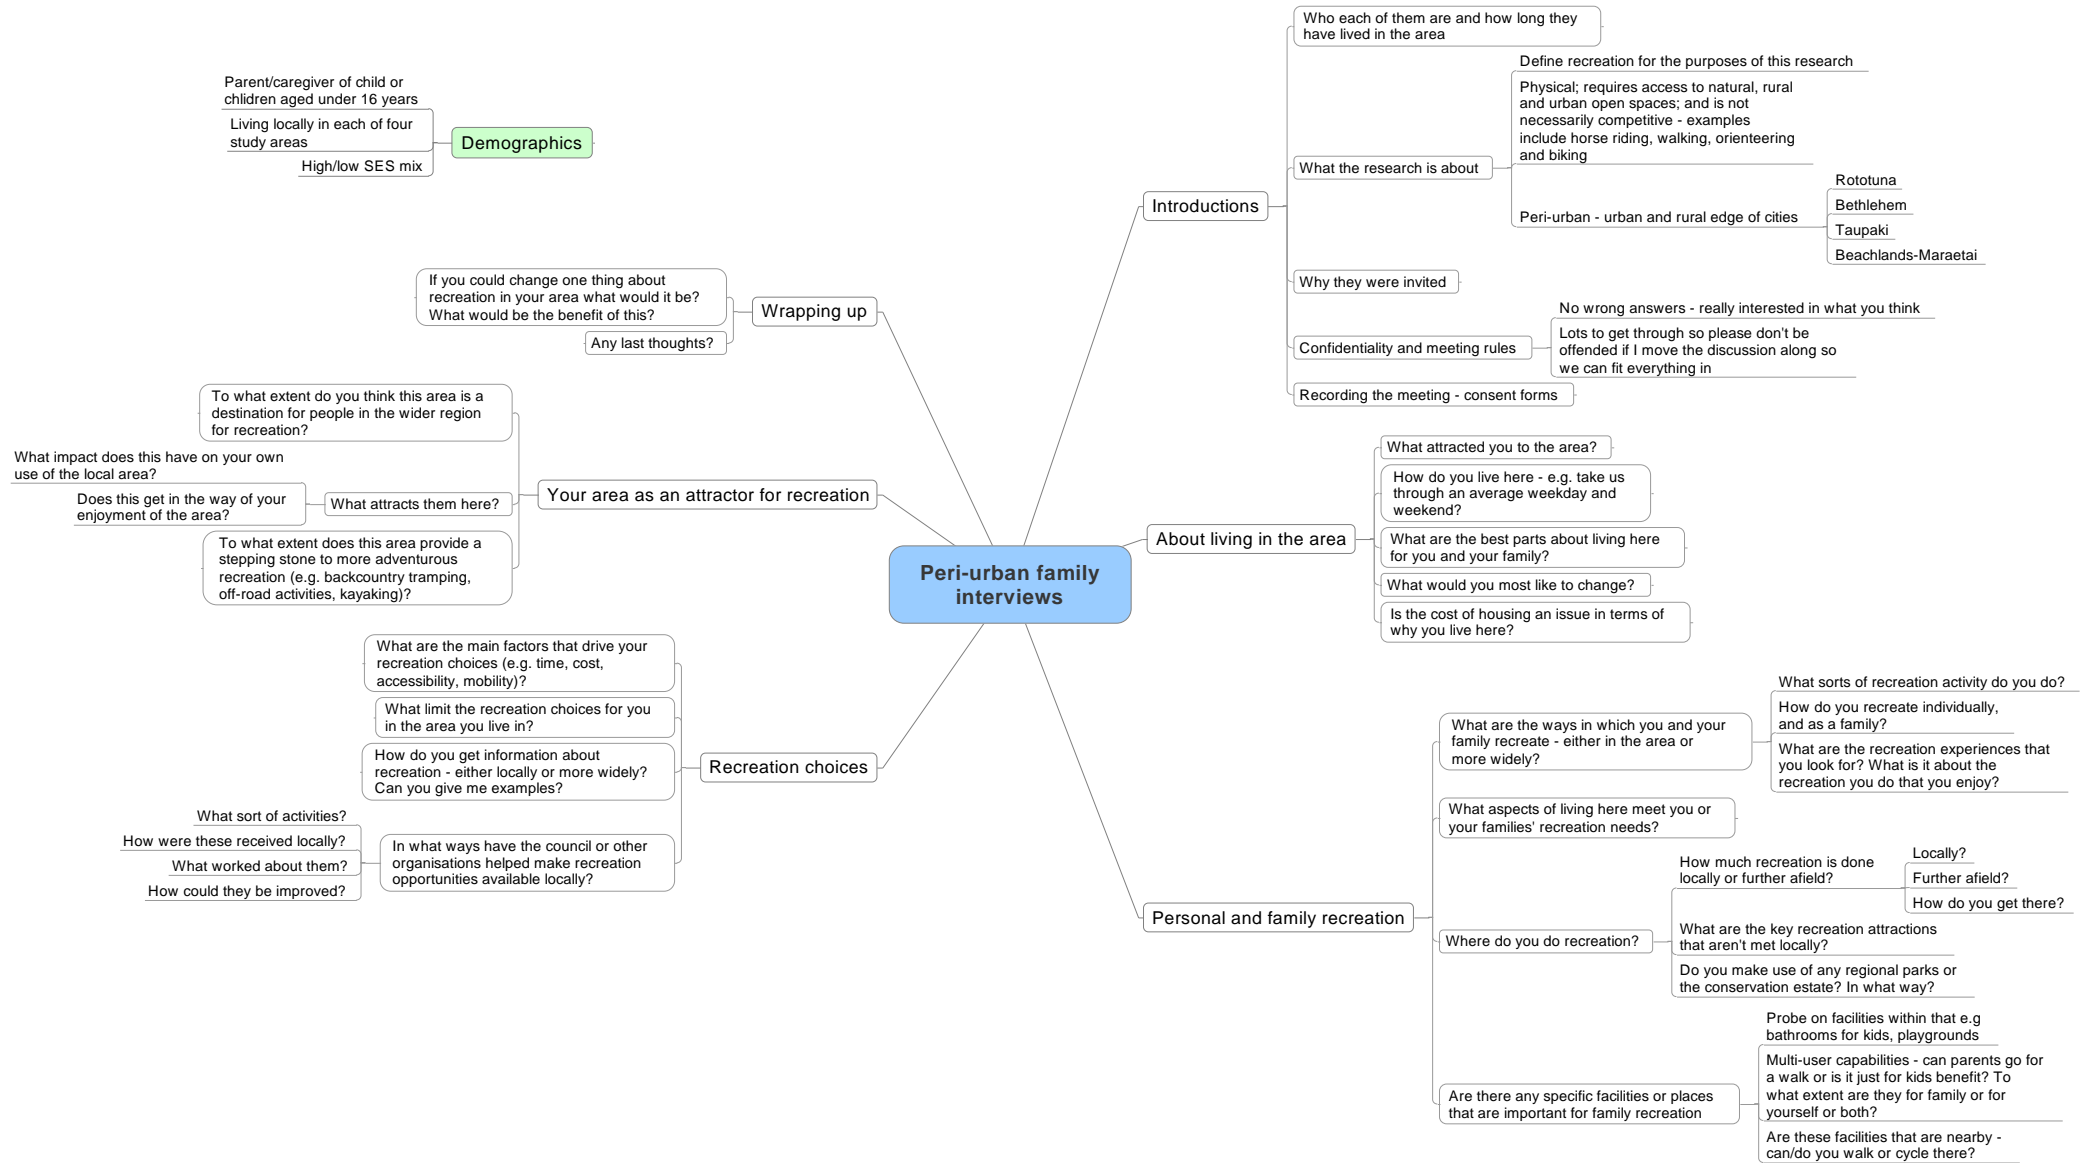 Peri-urban family
interviews
Introductions
Who each of them are and how long they
have lived in the area
What the research is about
Define recreation for the purposes of this research
Physical; requires access to natural, rural
and urban open spaces; and is not
necessarily competitive - examples
include horse riding, walking, orienteering
and biking
Peri-urban - urban and rural edge of cities
Rototuna
Bethlehem
Taupaki
Beachlands-Maraetai
Why they were invited
Confidentiality and meeting rules
No wrong answers - really interested in what you think
Lots to get through so please don't be
offended if I move the discussion along so
we can fit everything in
Recording the meeting - consent forms
About living in the area
What attracted you to the area?
How do you live here - e.g. take us
through an average weekday and
weekend?
What are the best parts about living here
for you and your family?
What would you most like to change?
Is the cost of housing an issue in terms of
why you live here?
Personal and family recreation
What are the ways in which you and your
family recreate - either in the area or
more widely?
What sorts of recreation activity do you do?
How do you recreate individually,
and as a family?
What are the recreation experiences that
you look for? What is it about the
recreation you do that you enjoy?
What aspects of living here meet you or
your families' recreation needs?
Where do you do recreation?
How much recreation is done
locally or further afield?
Locally?
Further afield?
How do you get there?
What are the key recreation attractions
that aren't met locally?
Do you make use of any regional parks or
the conservation estate? In what way?
Are there any specific facilities or places
that are important for family recreation
Probe on facilities within that e.g
bathrooms for kids, playgrounds
Multi-user capabilities - can parents go for
a walk or is it just for kids benefit? To
what extent are they for family or for
yourself or both?
Are these facilities that are nearby -
can/do you walk or cycle there?
Recreation choices
What are the main factors that drive your
recreation choices (e.g. time, cost,
accessibility, mobility)?
What limit the recreation choices for you
in the area you live in?
How do you get information about
recreation - either locally or more widely?
Can you give me examples?
In what ways have the council or other
organisations helped make recreation
opportunities available locally?
What sort of activities?
How were these received locally?
What worked about them?
How could they be improved?
Your area as an attractor for recreation
To what extent do you think this area is a
destination for people in the wider region
for recreation?
What attracts them here?
What impact does this have on your own
use of the local area?
Does this get in the way of your
enjoyment of the area?
To what extent does this area provide a
stepping stone to more adventurous
recreation (e.g. backcountry tramping,
off-road activities, kayaking)?
Wrapping up
If you could change one thing about
recreation in your area what would it be?
What would be the benefit of this?
Any last thoughts?
Demographics
Parent/caregiver of child or
chlidren aged under 16 years
Living locally in each of four
study areas
High/low SES mix